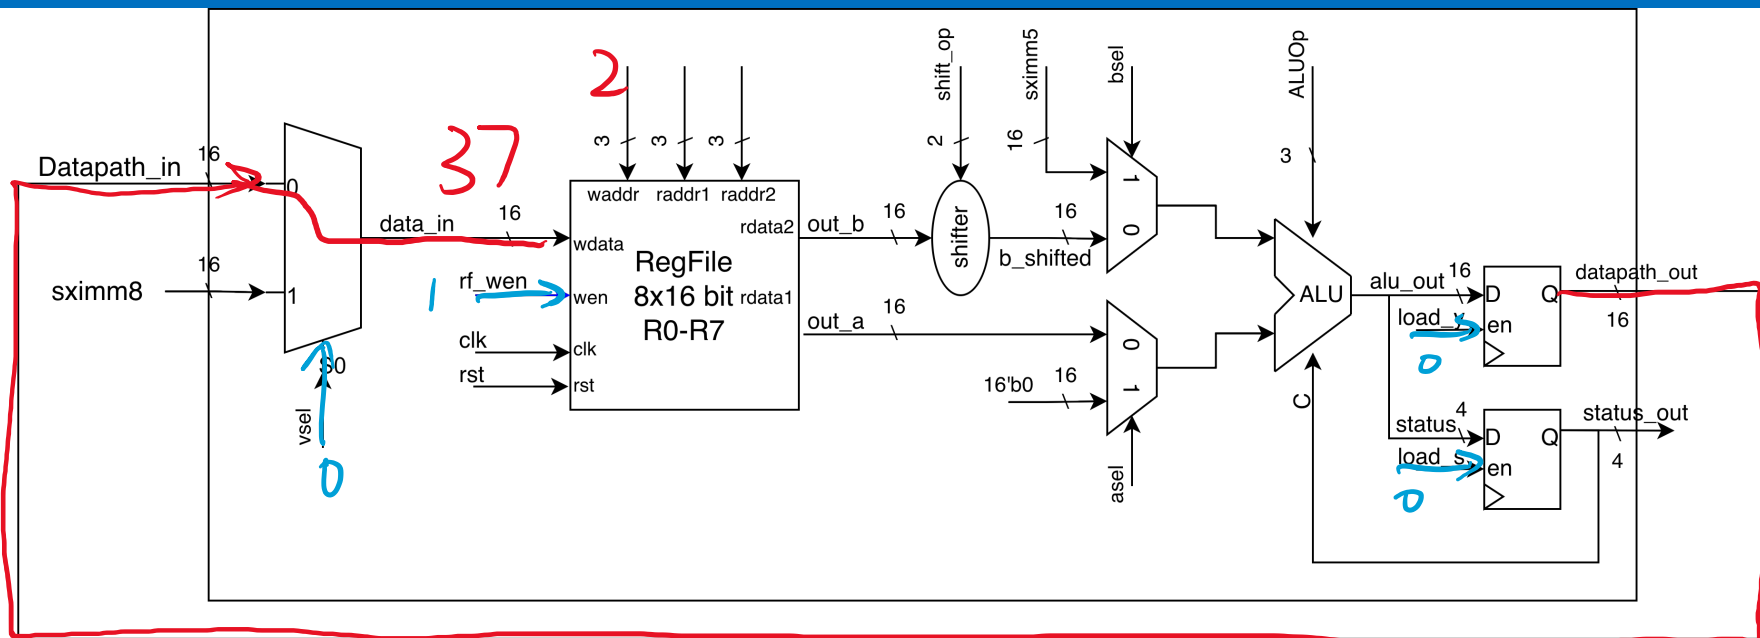 shift_op
sximm5
bsel
ALUOp
2
3
3
3
2
16
3
Datapath_in
16
0
37
waddr
raddr1
raddr2
1
0
data_in
16
wdata
rdata2
out_b
16
shifter
16
b_shifted
sximm8
16
1
1
rf_wen
wen
RegFile
8x16 bit
R0-R7
rdata1
out_a
16
clk
clk
rst
rst
S0
vsel
0
16'b0
16
0
1
asel
ALU
C
alu_out
16
D
Q
datapath_out
16
load_y
en
0
status
4
D
Q
status_out
4
load_s
en
0